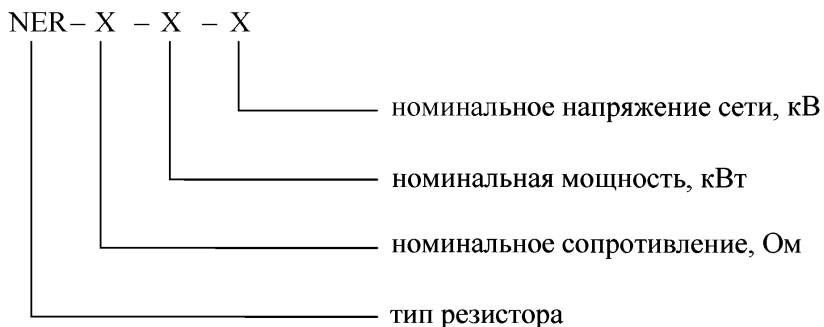 NER – X – X – X
номинальное напряжение сети, кВ
номинальная мощность, кВт
номинальное сопротивление, Ом
тип резистора